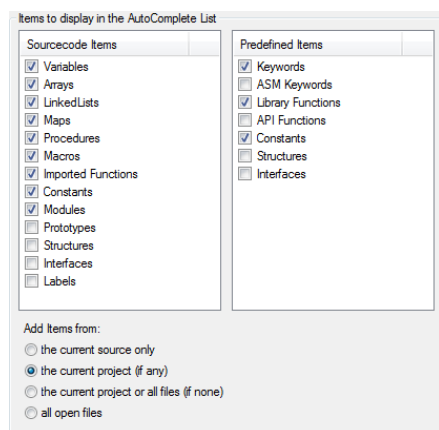 Items to display in the AutoComplete List
Sourcecode Items
Variables
Arrays
LinkedLists
Maps
Procedures
Macros
Imported Functions
Constants
Modules
Prototypes
Structures
Interfaces
Labels
Predefined Items
Keywords
ASM Keywords
Library Functions
API Functions
Constants
Structures
Interfaces
Add Items from:
the current source only
the current project (if any)
the current project or all files (if none)
all open files